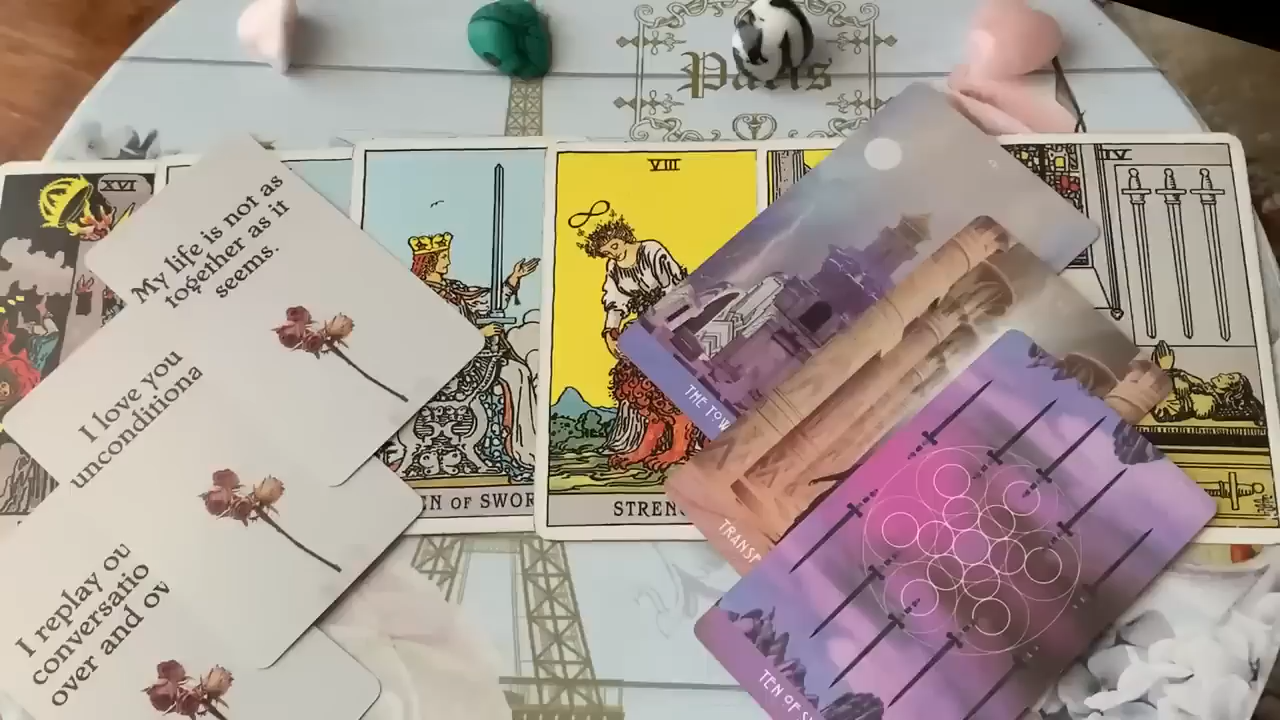 Paris
XVI
VIII
IV
My life is not as
together as it
seems.
I love you
unconditiona
I replay ou
conversatio
over and ov
EN OF SWOR
STRENG
THE TOW
TRANSF
TEN OF S